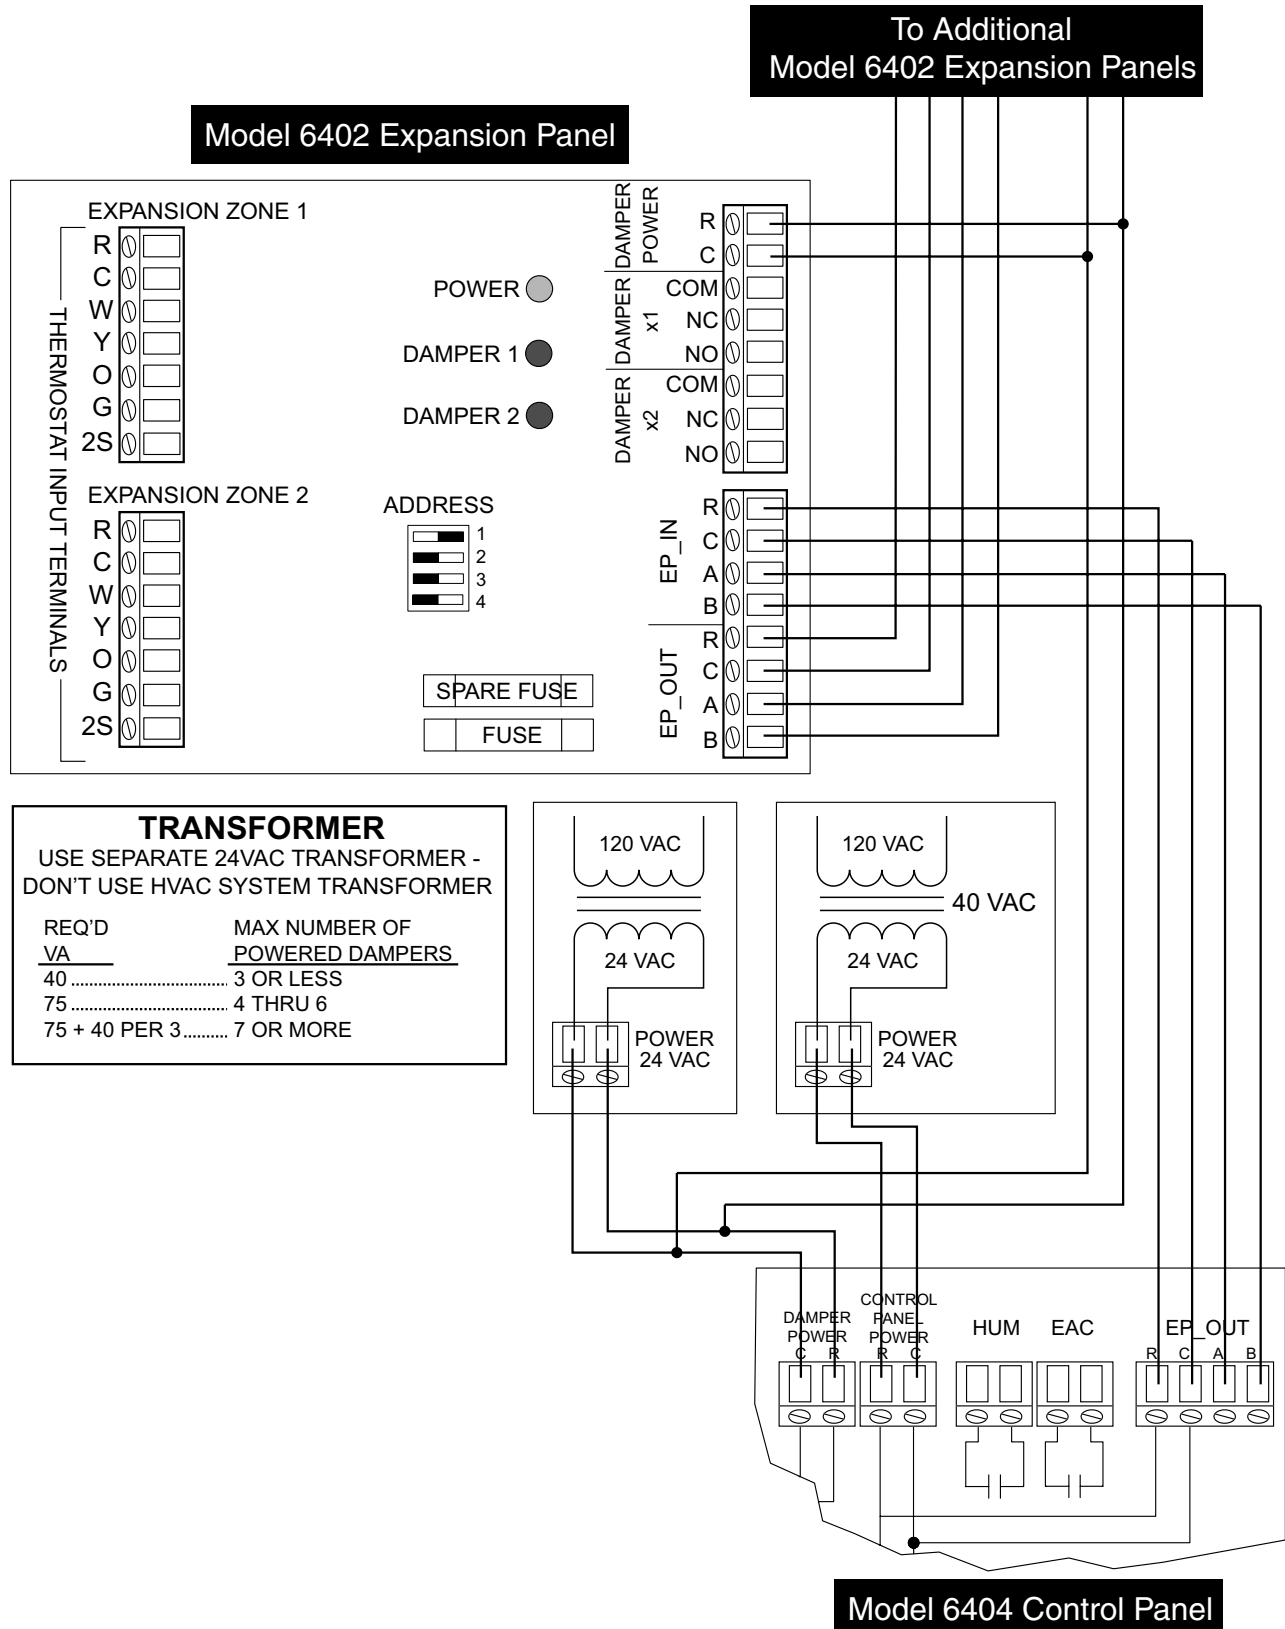 To Additional
Model 6402 Expansion Panels
Model 6402 Expansion Panel
EXPANSION ZONE 1
R
C
W
Y
O
G
2S
THERMOSTAT INPUT TERMINALS
EXPANSION ZONE 2
R
C
W
Y
O
G
2S
POWER
DAMPER 1
DAMPER 2
ADDRESS
1
2
3
4
SPARE FUSE
FUSE
DAMPER
POWER
R
C
DAMPER
x1
COM
NC
NO
DAMPER
x2
COM
NC
NO
EP_IN
R
C
A
B
EP_OUT
R
C
A
B
TRANSFORMER
USE SEPARATE 24VAC TRANSFORMER -
DON'T USE HVAC SYSTEM TRANSFORMER
REQ'D MAX NUMBER OF
VA POWERED DAMPERS
40 ............................. 3 OR LESS
75 ............................. 4 THRU 6
75 + 40 PER 3 ......... 7 OR MORE
120 VAC
24 VAC
POWER
24 VAC
120 VAC
40 VAC
24 VAC
POWER
24 VAC
DAMPER
POWER
C R
CONTROL
PANEL
POWER
R C
HUM
EAC
EP_OUT
R C A B
Model 6404 Control Panel